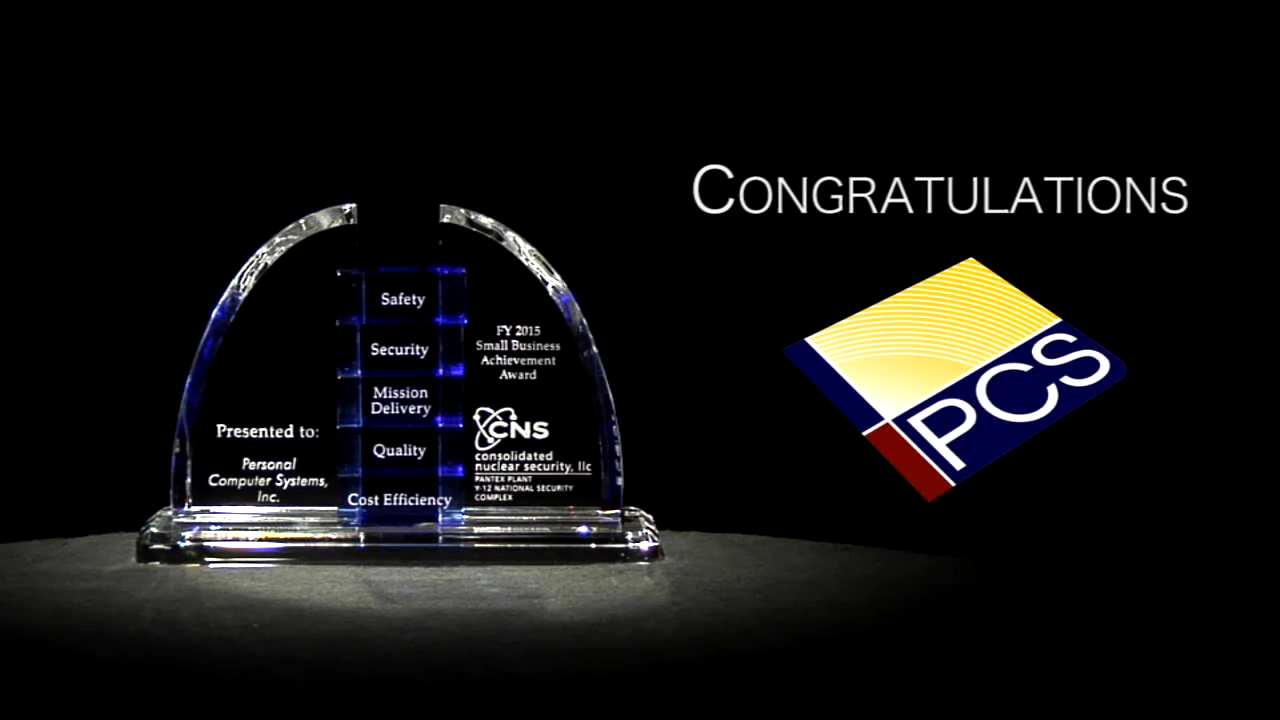 CONGRATULATIONS
Safety
Security
Mission
Delivery
Quality
Cost Efficiency
Presented to:
Personal
Computer Systems,
Inc.
FY 2015
Small Business
Achievement
Award
CNS
consolidated
nuclear security, llc
PANTEX PLANT
Y-12 NATIONAL SECURITY
COMPLEX
PCS